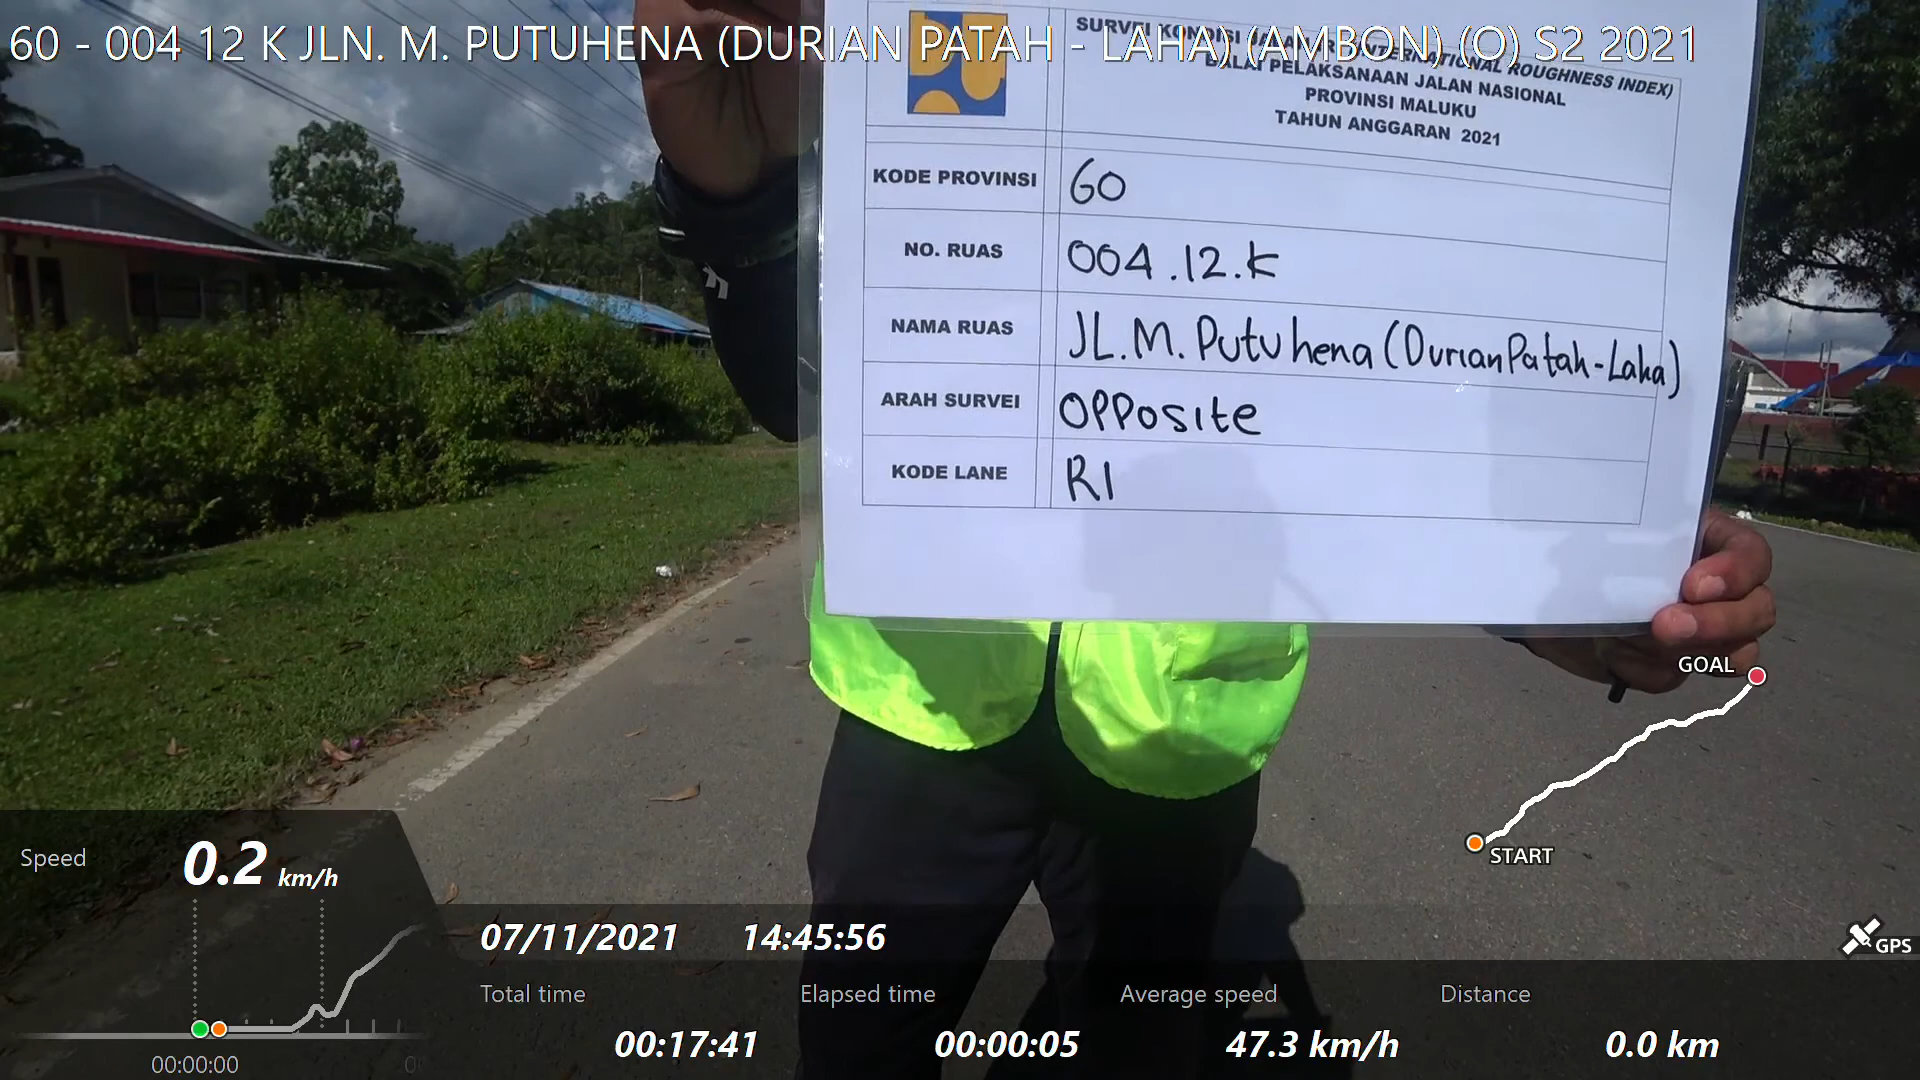 60 - 004 12 K JLN. M. PUTUHENA (DURIAN PATAH - LAHA) (AMBON) (O) S2 2021
SURVEI KONDISI JALAN IRI (INTERNATIONAL ROUGHNESS INDEX)
BALAI PELAKSANAAN JALAN NASIONAL
PROVINSI MALUKU
TAHUN ANGGARAN 2021
KODE PROVINSI 60
NO. RUAS 004.12.K
NAMA RUAS JL. M. Putuhena (Durian Patah - Laha)
ARAH SURVEI OPPosite
KODE LANE R1
GOAL
START
Speed 0.2 km/h
07/11/2021 14:45:56
GPS
Total time Elapsed time Average speed Distance
00:17:41 00:00:05 47.3 km/h 0.0 km
00:00:00